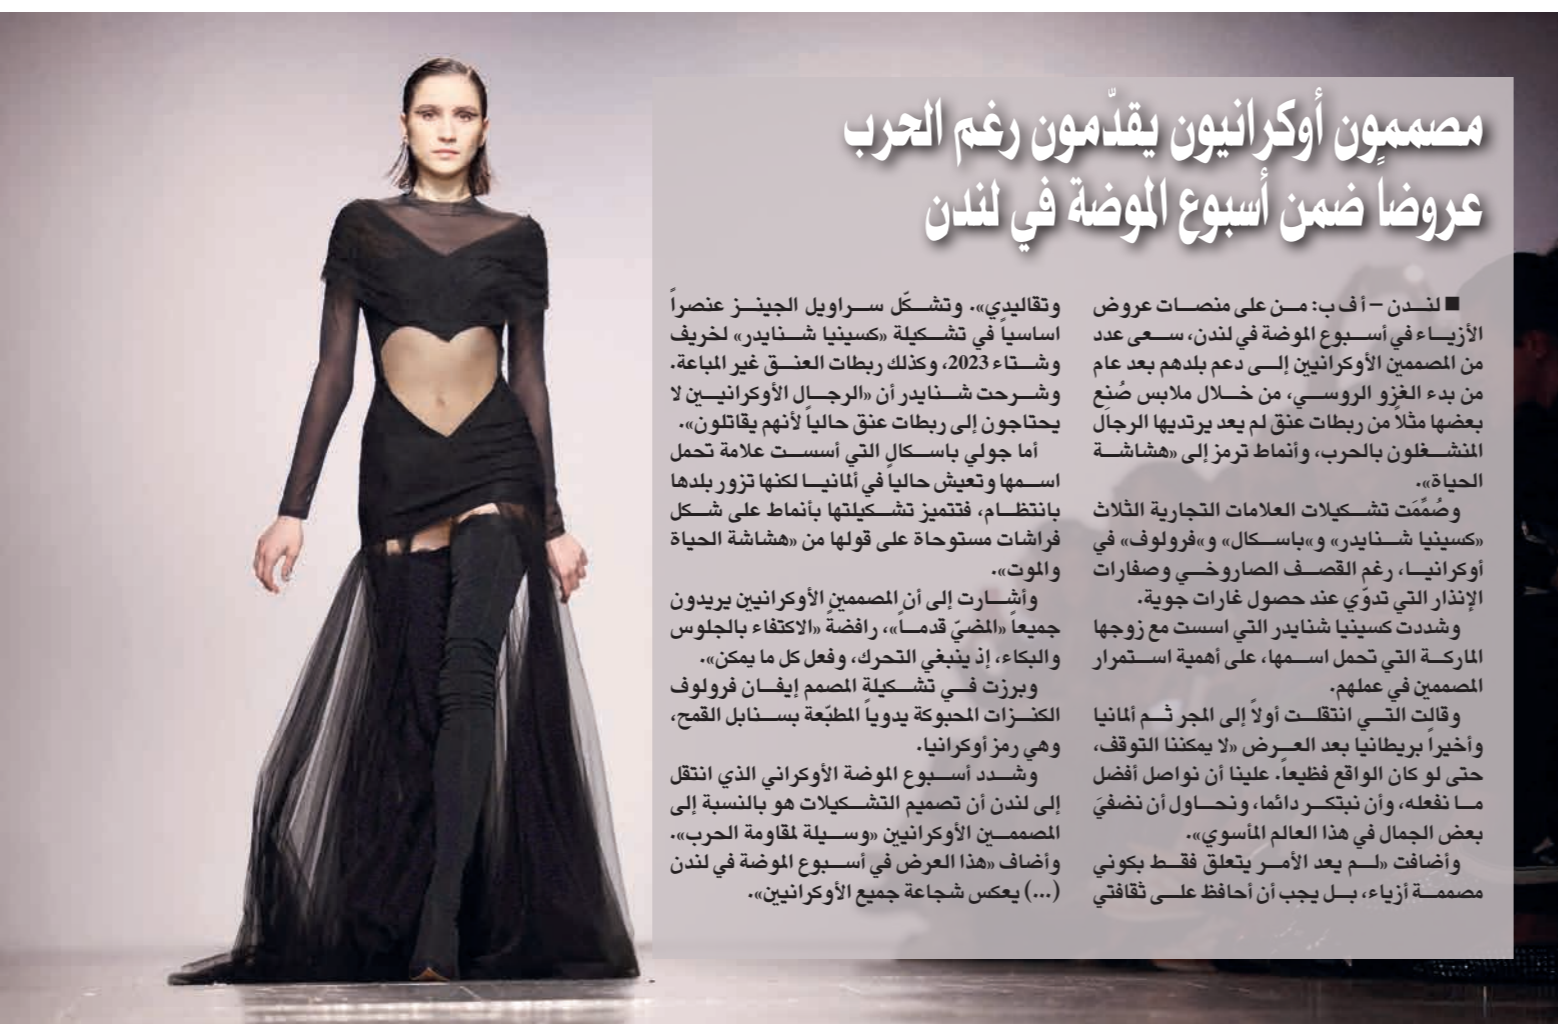 مصممون أوكرانيون يقدّمون رغم الحرب
عروضاً ضمن أسبوع الموضة في لندن
■ لندن – أ ف ب: من على منصات عروض
الأزياء في أسبوع الموضة في لندن، سعى عدد
من المصممين الأوكرانيين إلى دعم بلدهم بعد عام
من بدء الغزو الروسي، من خلال ملابس صُنِع
بعضها مثلاً من ربطات عنق لم يعد يرتديها الرجال
المنشغلون بالحرب، وأنماط ترمز إلى «هشاشة
الحياة».
وصُمِّمَت تشكيلات العلامات التجارية الثلاث
«كسينيا شنايدر» و»باسكال» و»فرولوف» في
أوكرانيا، رغم القصف الصاروخي وصفارات
الإنذار التي تدوّي عند حصول غارات جوية.
وشددت كسينيا شنايدر التي اسست مع زوجها
الماركة التي تحمل اسمها، على أهمية استمرار
المصممين في عملهم.
وقالت التي انتقلت أولاً إلى المجر ثم ألمانيا
وأخيراً بريطانيا بعد العرض «لا يمكننا التوقف،
حتى لو كان الواقع فظيعاً. علينا أن نواصل أفضل
ما نفعله، وأن نبتكر دائما، ونحاول أن نضفيَ
بعض الجمال في هذا العالم المأسوي».
وأضافت «لم يعد الأمر يتعلق فقط بكوني
مصممة أزياء، بل يجب أن أحافظ على ثقافتي
وتقاليدي». وتشكّل سراويل الجينز عنصراً
اساسياً في تشكيلة «كسينيا شنايدر» لخريف
وشتاء 2023، وكذلك ربطات العنق غير المباعة.
وشرحت شنايدر أن «الرجال الأوكرانيين لا
يحتاجون إلى ربطات عنق حالياً لأنهم يقاتلون».
أما جولي باسكال التي أسست علامة تحمل
اسمها وتعيش حالياً في ألمانيا لكنها تزور بلدها
بانتظام، فتتميز تشكيلتها بأنماط على شكل
فراشات مستوحاة على قولها من «هشاشة الحياة
والموت».
وأشارت إلى أن المصممين الأوكرانيين يريدون
جميعاً «المضيّ قدماً»، رافضةً «الاكتفاء بالجلوس
والبكاء، إذ ينبغي التحرك، وفعل كل ما يمكن».
وبرزت في تشكيلة المصمم إيفان فرولوف
الكنزات المحبوكة يدوياً المطبّعة بسنابل القمح،
وهي رمز أوكرانيا.
وشدد أسبوع الموضة الأوكراني الذي انتقل
إلى لندن أن تصميم التشكيلات هو بالنسبة إلى
المصممين الأوكرانيين «وسيلة لمقاومة الحرب».
وأضاف «هذا العرض في أسبوع الموضة في لندن
(...) يعكس شجاعة جميع الأوكرانيين».